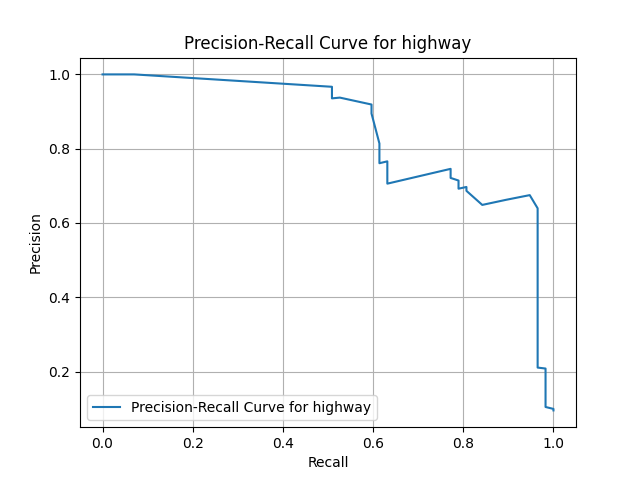 Precision-Recall Curve for highway
1.0
0.8
0.6
0.4
0.2
Precision
Precision-Recall Curve for highway
0.0 0.2 0.4 0.6 0.8 1.0
Recall